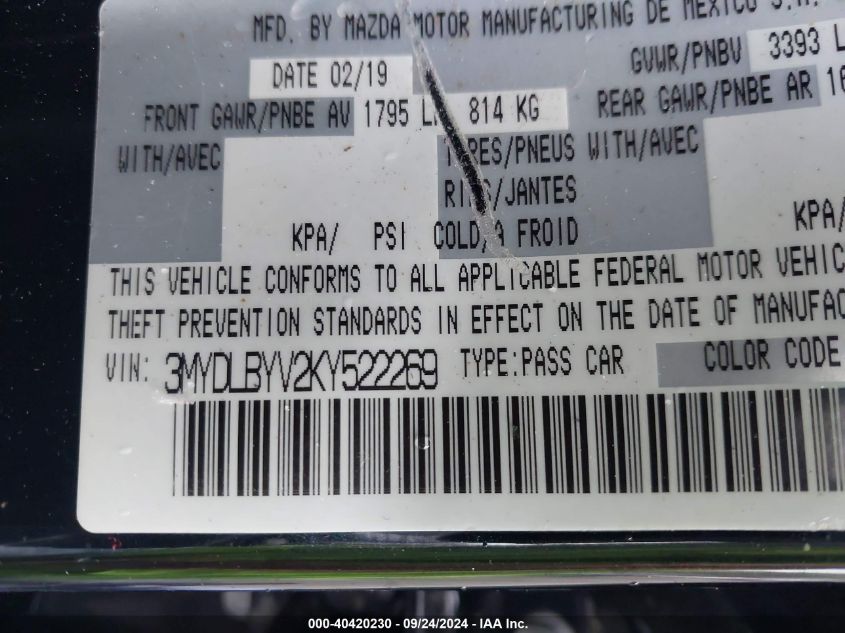 MFD. BY MAZDA MOTOR MANUFACTURING DE MEXICO S.A.
DATE 02/19 GVWR/PNBV 3393 L
FRONT GAWR/PNBE AV 1795 L 814 KG REAR GAWR/PNBE AR 16
WITH/AVEC TIRES/PNEUS WITH/AVEC
RIMS/JANTES
KPA/ PSI COLD/A FROID KPA/
THIS VEHICLE CONFORMS TO ALL APPLICABLE FEDERAL MOTOR VEHIC
THEFT PREVENTION STANDARDS IN EFFECT ON THE DATE OF MANUFAC
VIN: 3MYDLBYV2KY522269 TYPE:PASS CAR COLOR CODE
000-40420230 - 09/24/2024 - IAA Inc.